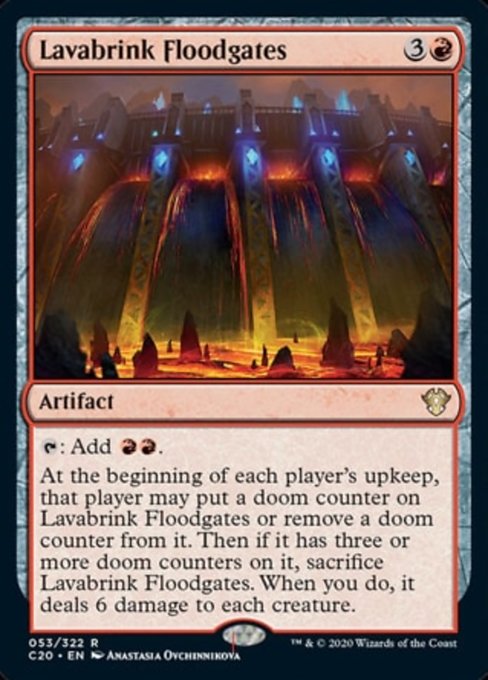 Lavabrink Floodgates 3
Artifact
: Add .
At the beginning of each player's upkeep,
that player may put a doom counter on
Lavabrink Floodgates or remove a doom
counter from it. Then if it has three or
more doom counters on it, sacrifice
Lavabrink Floodgates. When you do, it
deals 6 damage to each creature.
053/322 R
C20 • EN Anastasia Ovchinnikova
™ & © 2020 Wizards of the Coast